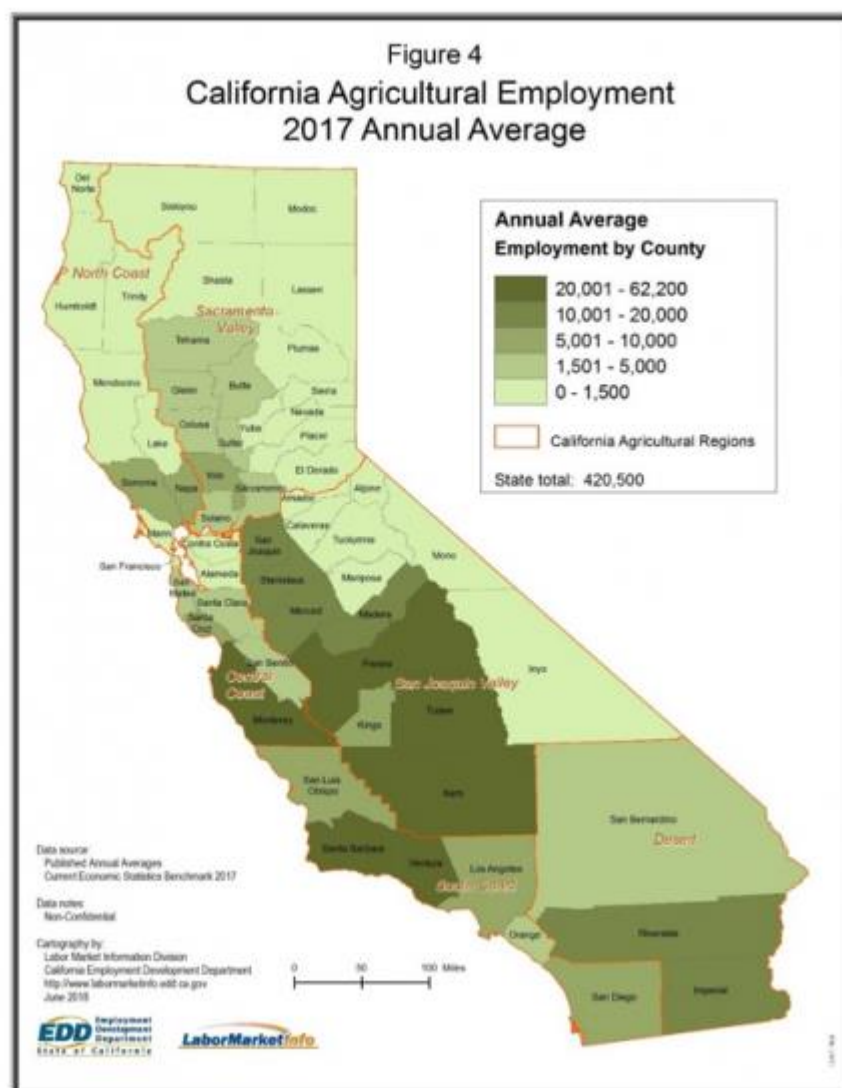 Figure 4
California Agricultural Employment
2017 Annual Average
Annual Average
Employment by County
20,001 - 62,200
10,001 - 20,000
5,001 - 10,000
1,501 - 5,000
0 - 1,500
California Agricultural Regions
State total: 420,500
Del
Norte
Siskiyou
Modoc
North Coast
Humboldt
Trinity
Shasta
Lassen
Sacramento
Valley
Tehama
Plumas
Mendocino
Glenn
Butte
Sierra
Nevada
Colusa
Yuba
Sutter
Placer
Lake
El Dorado
Sonoma
Napa
Yolo
Sacramento
Amador
Alpine
Solano
Calaveras
Marin
Contra Costa
San
Joaquin
Tuolumne
Mono
San Francisco
Alameda
Stanislaus
Mariposa
San
Mateo
Santa Clara
Merced
Madera
Santa
Cruz
San Benito
Fresno
Inyo
Central
Coast
San Joaquin Valley
Monterey
Kings
Tulare
San Luis
Obispo
Kern
San Bernardino
Desert
Santa Barbara
Ventura
Los Angeles
South Coast
Orange
Riverside
San Diego
Imperial
Data source:
Published Annual Averages
Current Economic Statistics Benchmark 2017
Data notes:
Non-Confidential
Cartography by:
Labor Market Information Division
California Employment Development Department
http://www.labormarketinfo.edd.ca.gov
June 2018
0 50 100 Miles
EDD Employment
Development
Department
State of California
LaborMarketInfo